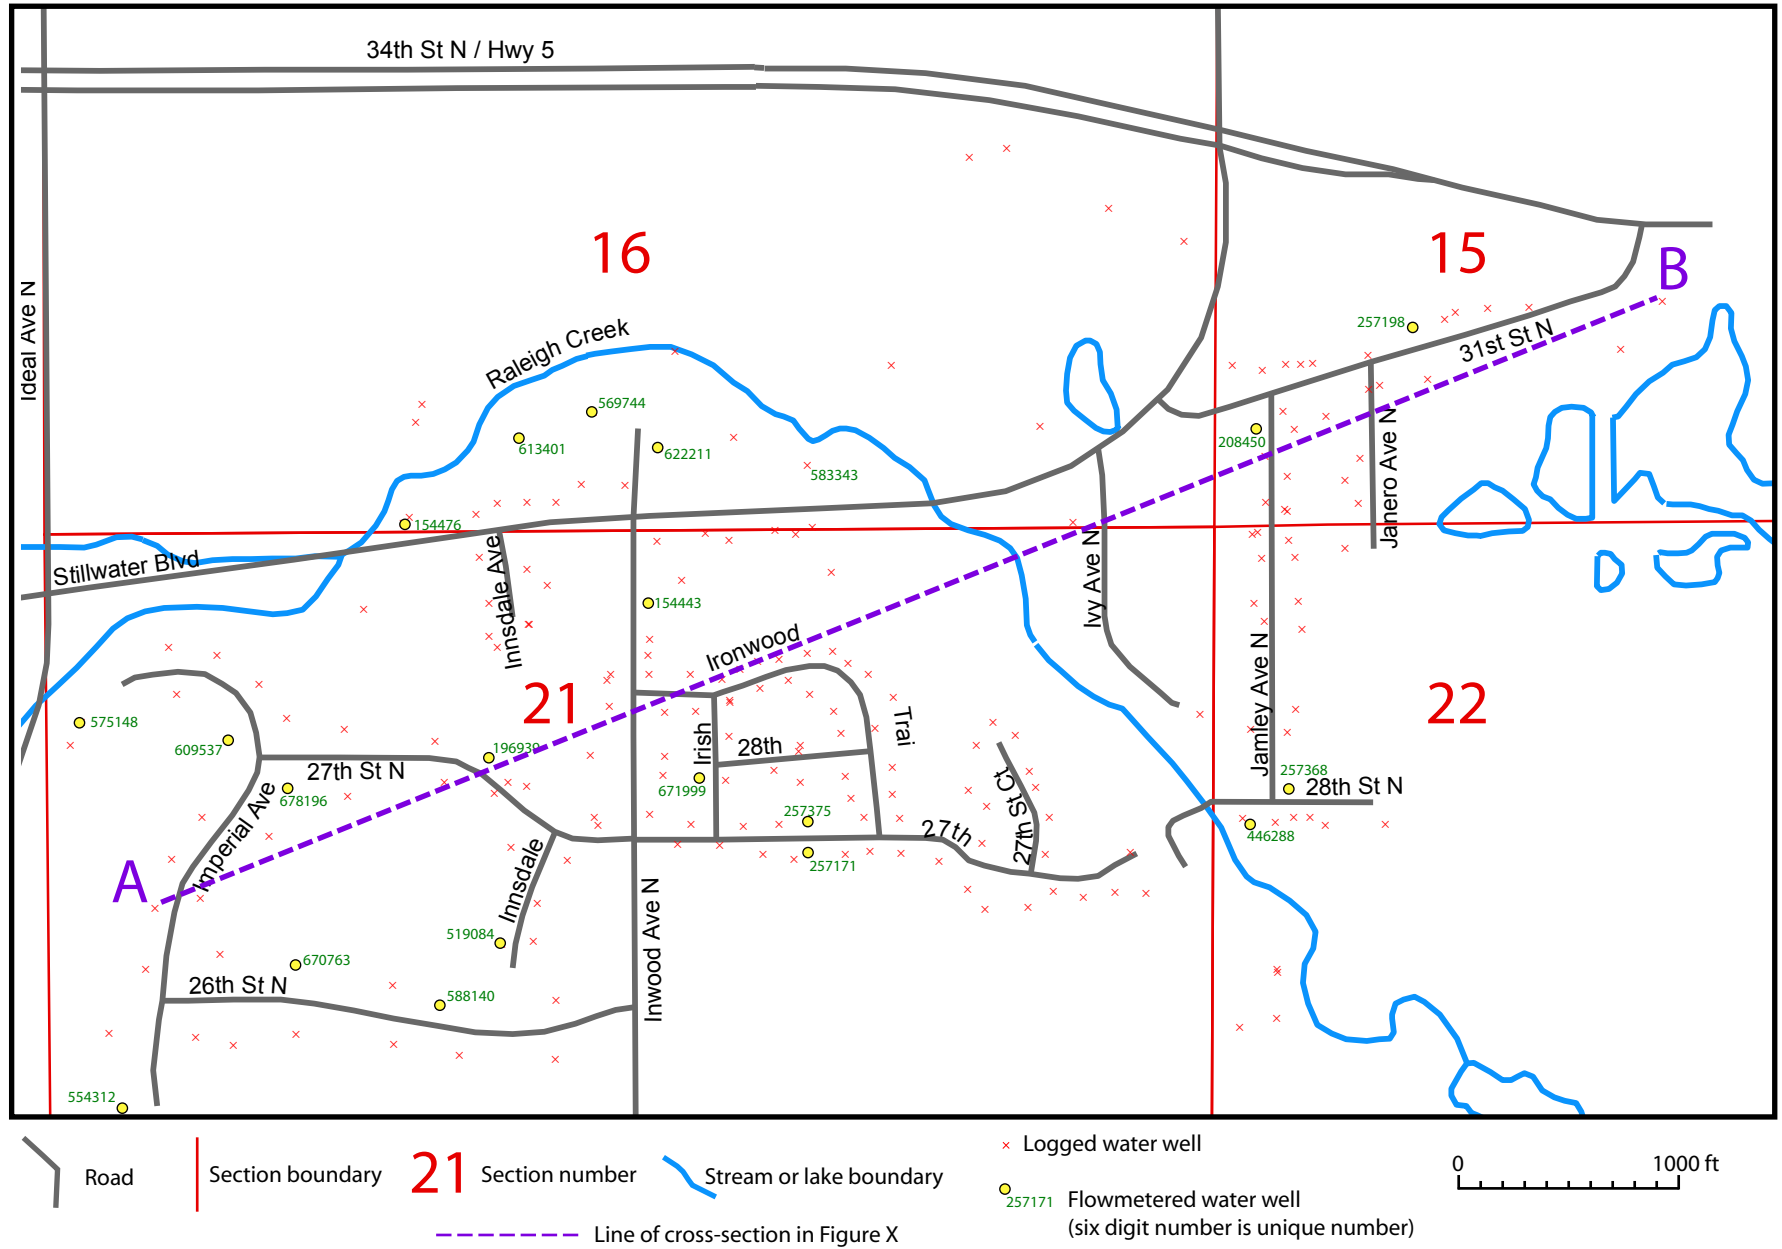 34th St N / Hwy 5
16
15
B
Ideal Ave N
Raleigh Creek
257198
31st St N
569744
613401
622211
583343
208450
Janero Ave N
154476
Stillwater Blvd
Innsdale Ave
154443
Ivy Ave N
Ironwood
21
22
Jamley Ave N
575148
609537
196939
Irish
28th
Trai
27th St N
678196
671999
257375
257171
27th
27th St Ct
257368
28th St N
446288
Imperial Ave
A
Innsdale
519084
Inwood Ave N
670763
26th St N
588140
554312
Road
Section boundary
21
Section number
Stream or lake boundary
Logged water well
257171
Flowmetered water well
(six digit number is unique number)
0
1000 ft
Line of cross-section in Figure X